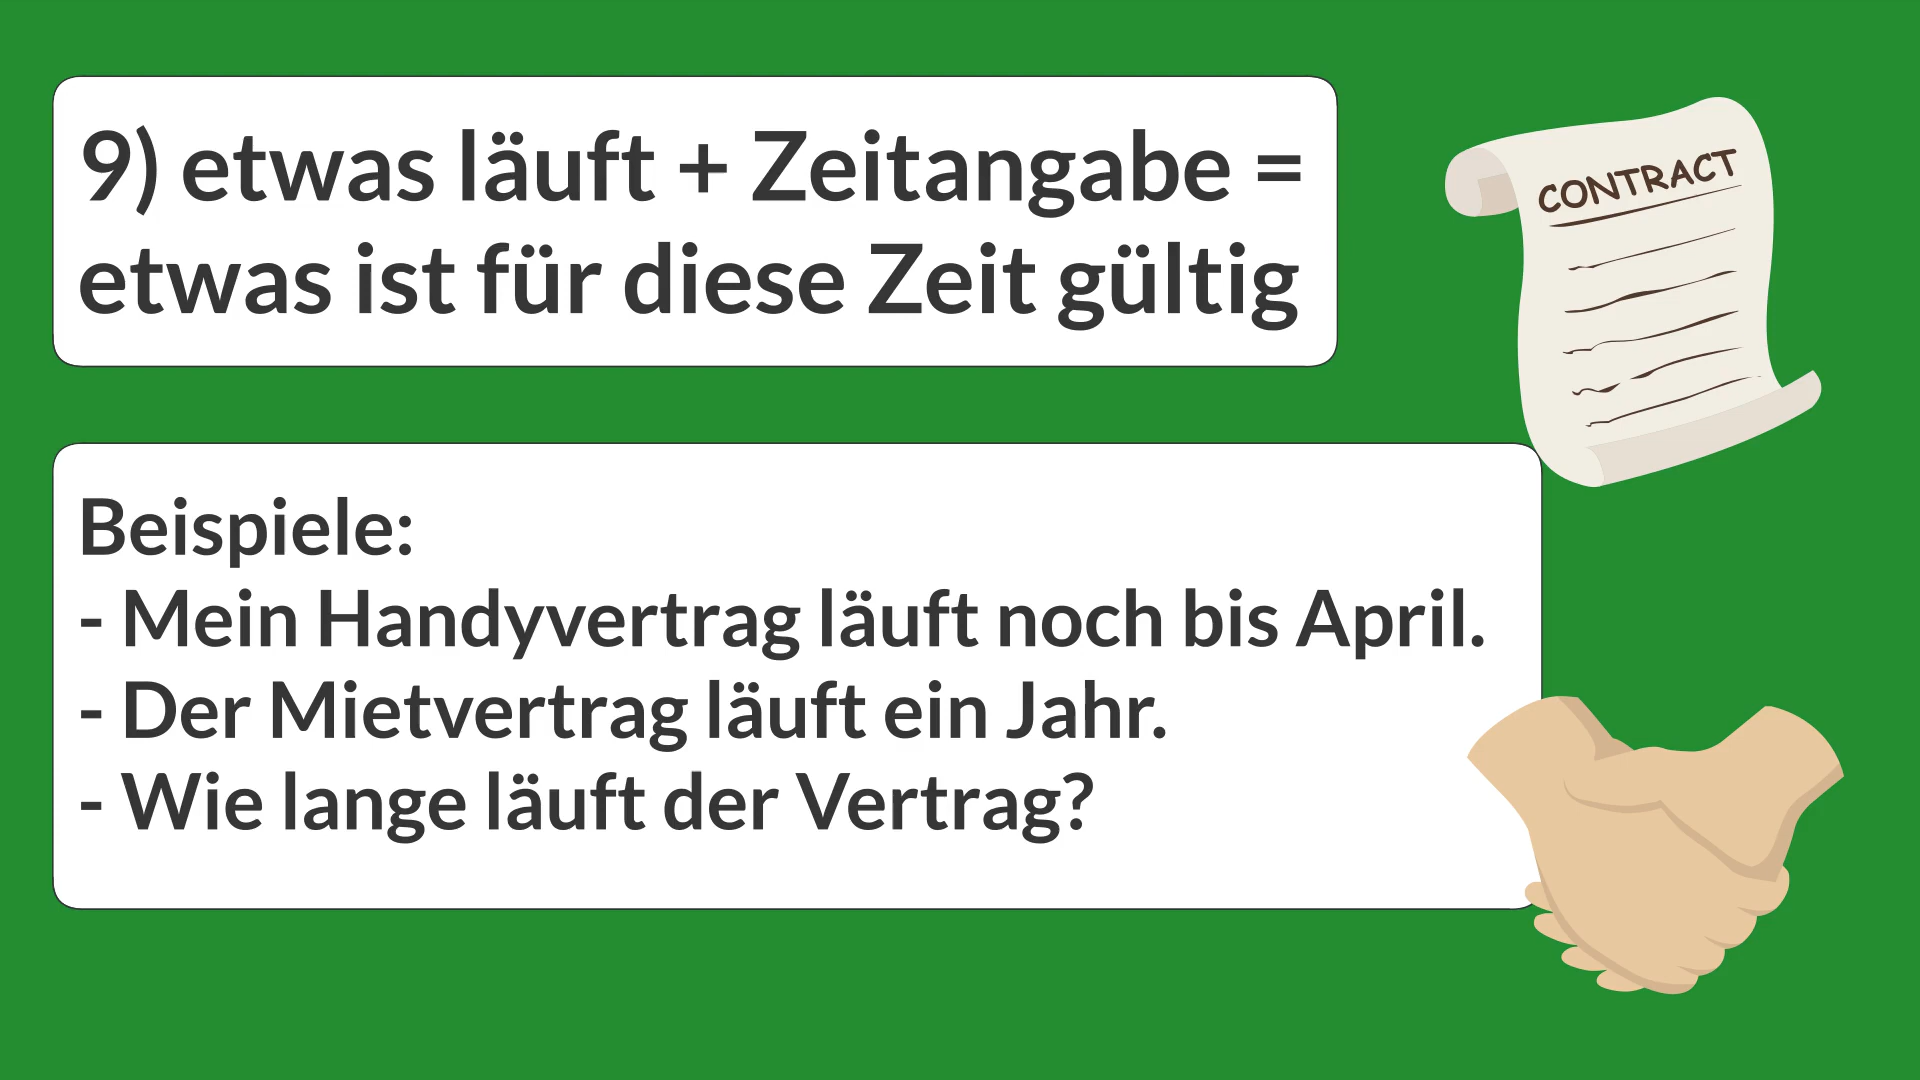 9) etwas läuft + Zeitangabe =
etwas ist für diese Zeit gültig
CONTRACT
Beispiele:
- Mein Handyvertrag läuft noch bis April.
- Der Mietvertrag läuft ein Jahr.
- Wie lange läuft der Vertrag?